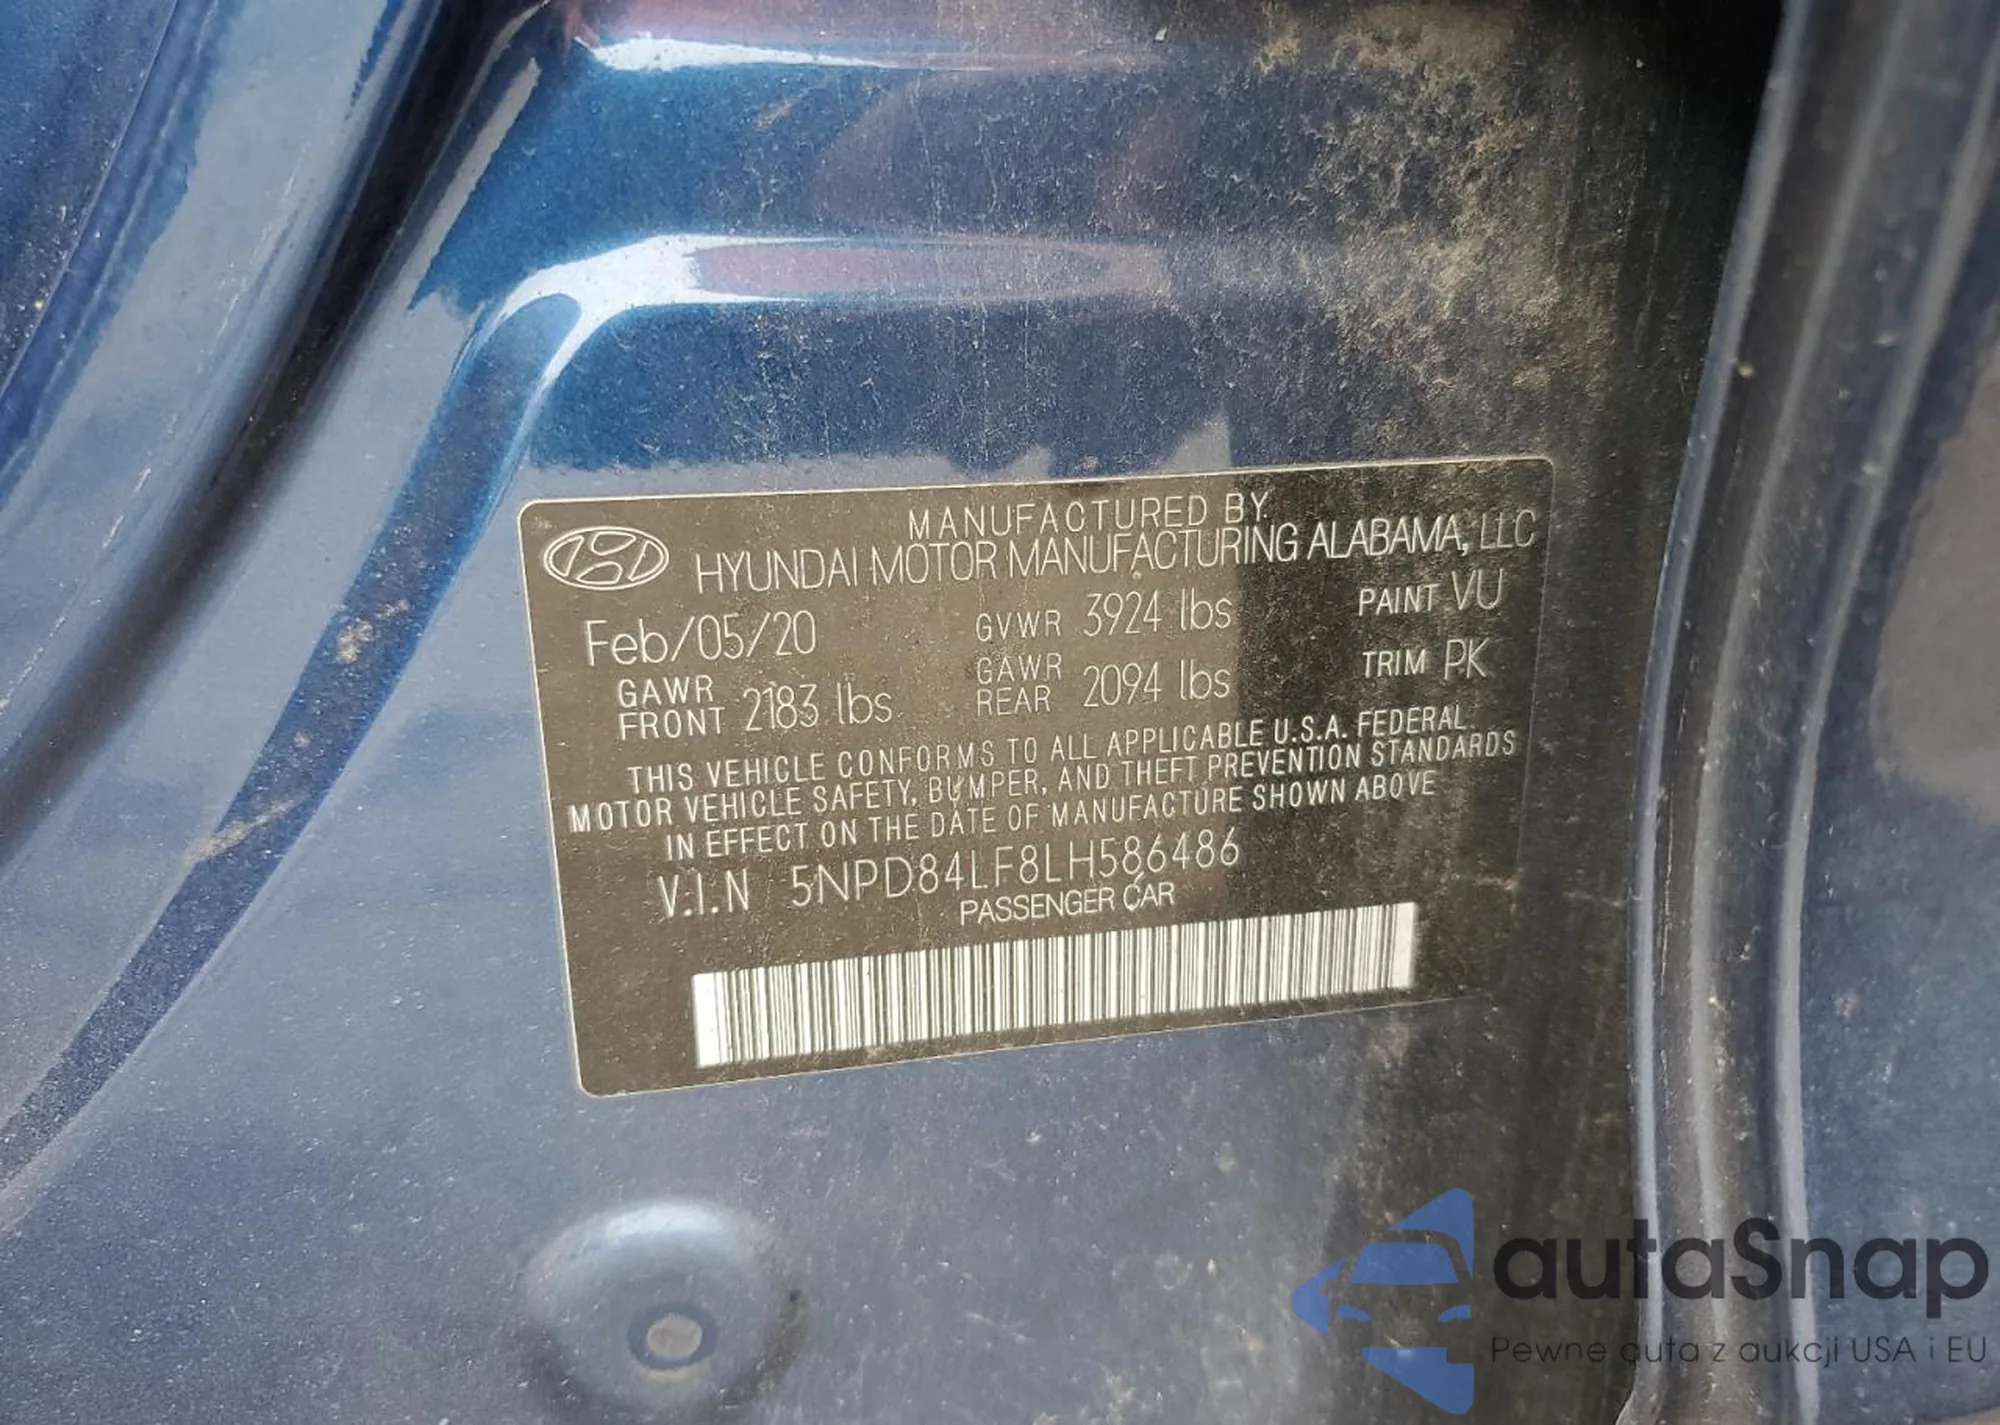 MANUFACTURED BY
HYUNDAI MOTOR MANUFACTURING ALABAMA, LLC
Feb/05/20 GVWR 3924 lbs PAINT VU
GAWR FRONT 2183 lbs GAWR REAR 2094 lbs TRIM PK
THIS VEHICLE CONFORMS TO ALL APPLICABLE U.S.A. FEDERAL
MOTOR VEHICLE SAFETY, BUMPER, AND THEFT PREVENTION STANDARDS
IN EFFECT ON THE DATE OF MANUFACTURE SHOWN ABOVE
V.I.N 5NPD84LF8LH586486
PASSENGER CAR
autaSnap
Pewne auta z aukcji USA i EU